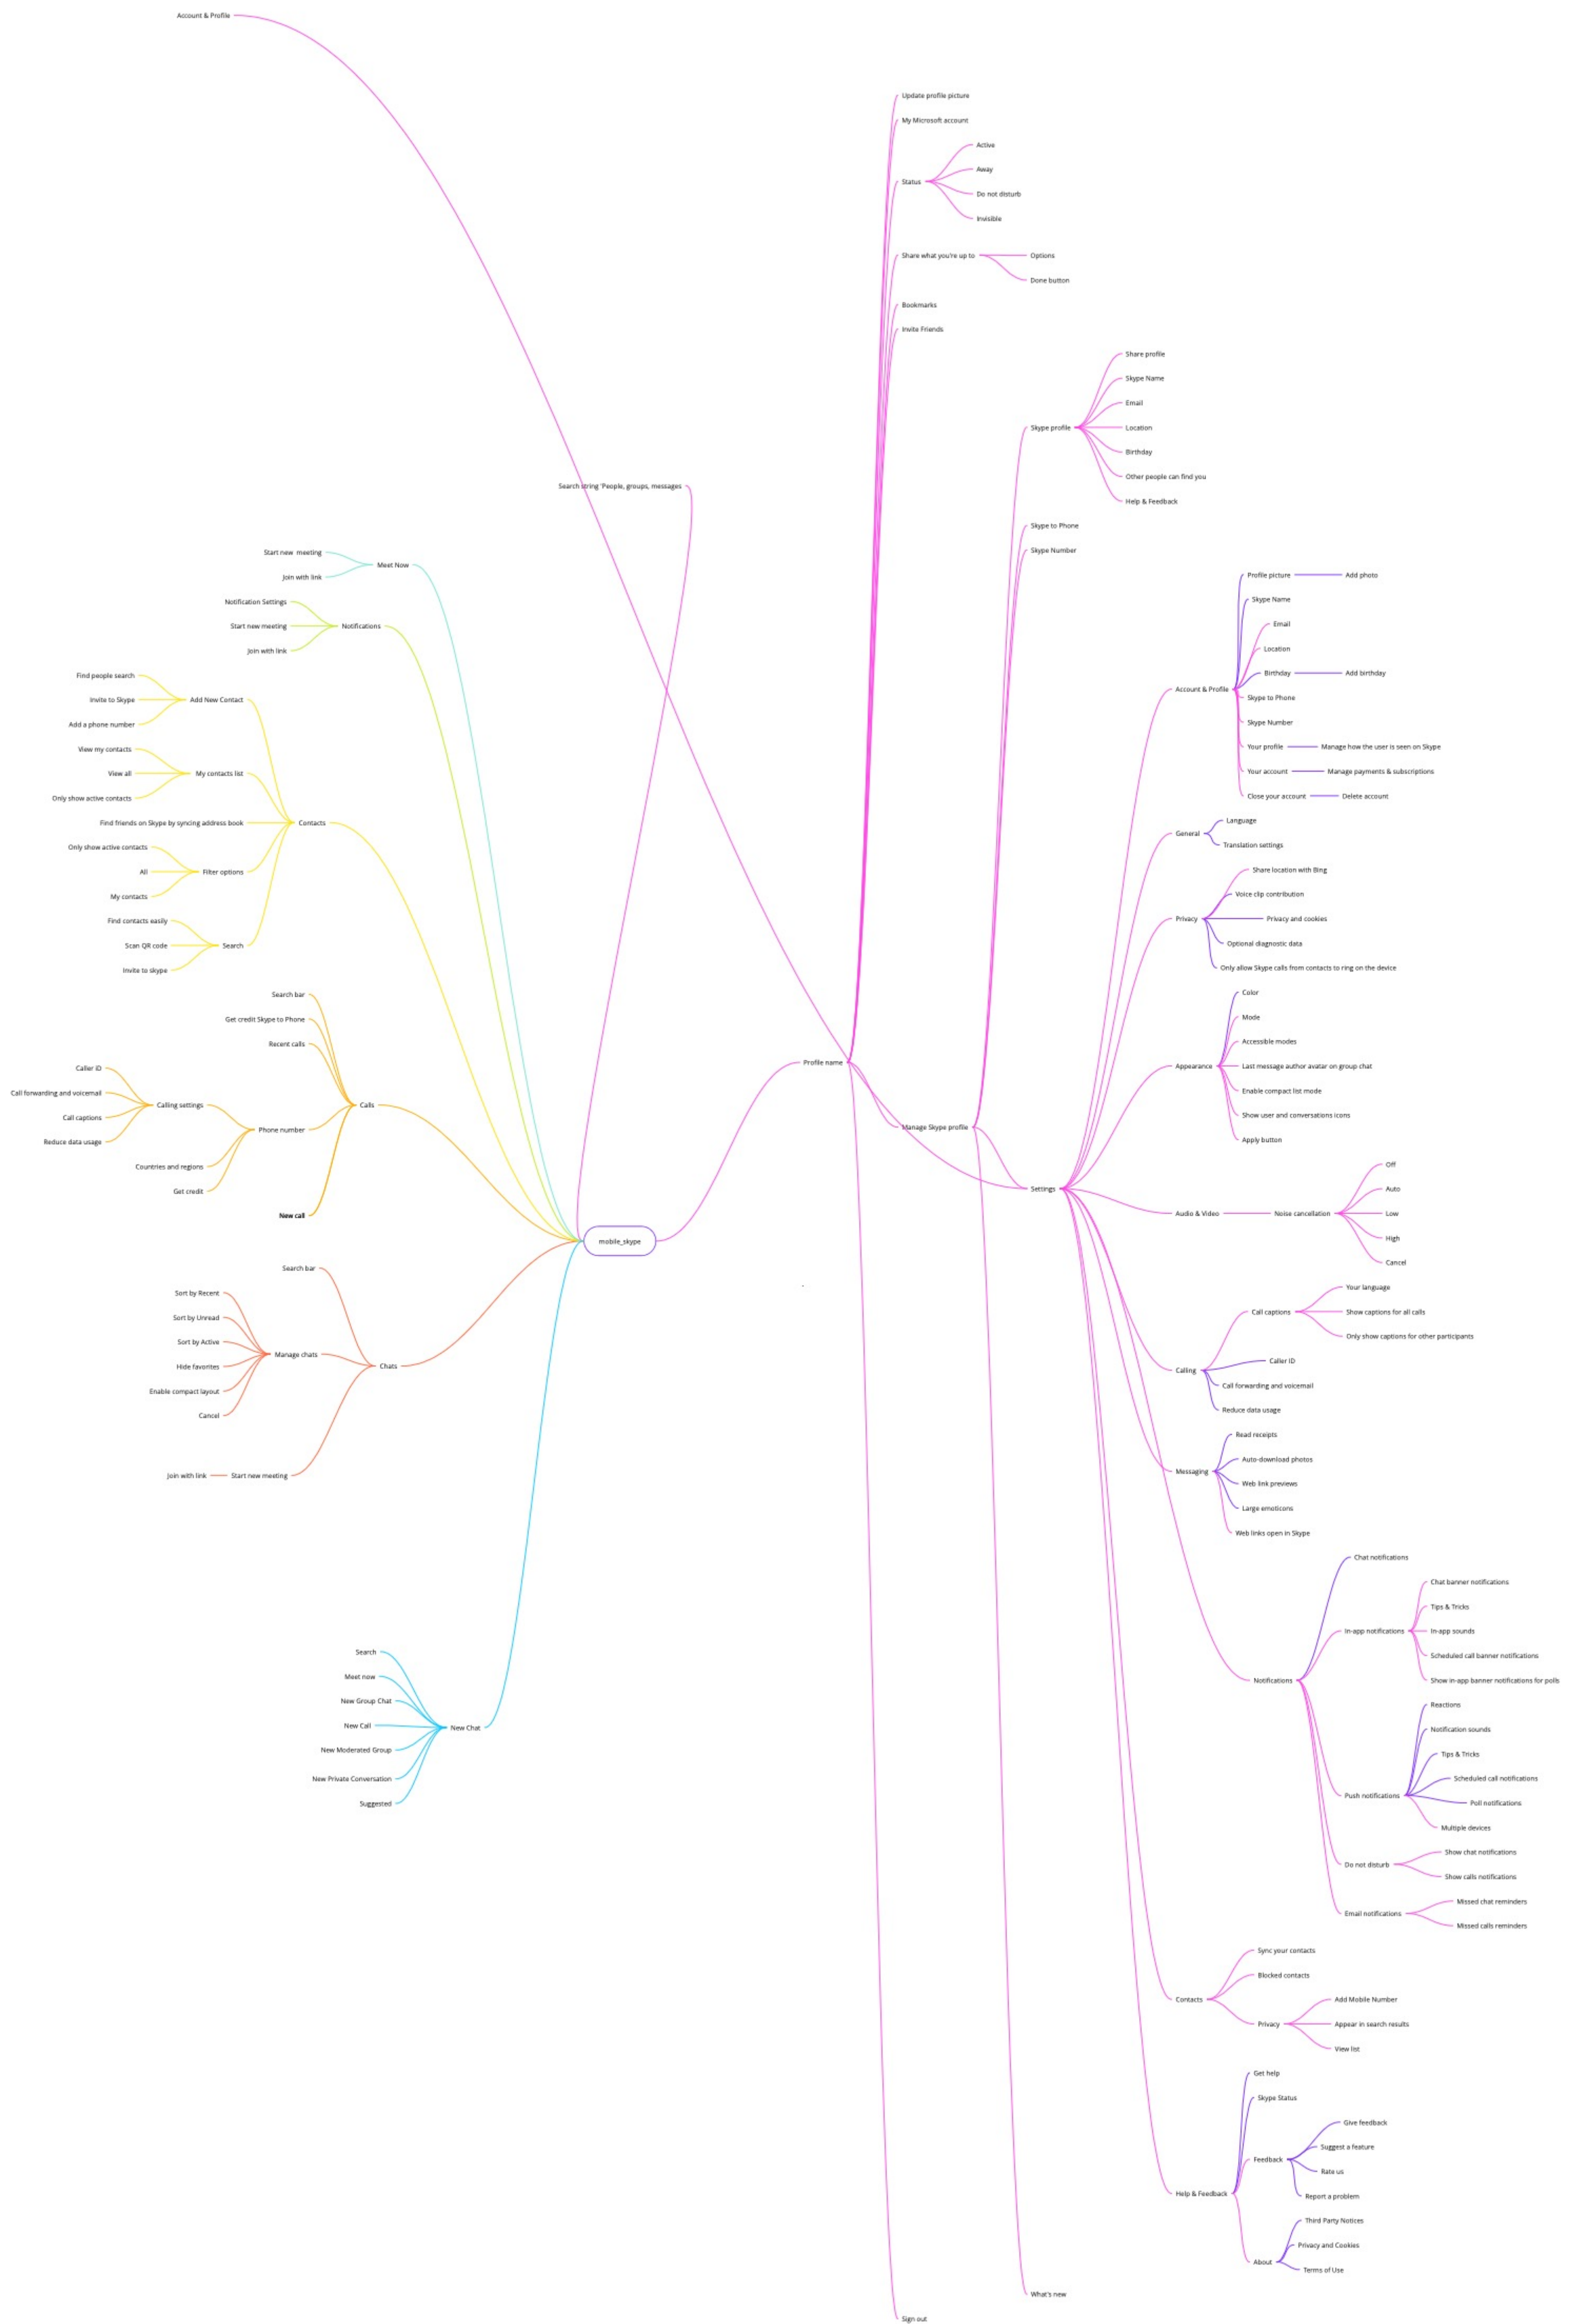 Account & Profile
Search string 'People, groups, messages
Start new  meeting
Join with link
Meet Now
Notification Settings
Start new meeting
Join with link
Notifications
Find people search
Invite to Skype
Add a phone number
Add New Contact
View my contacts
View all
Only show active contacts
My contacts list
Find friends on Skype by syncing address book
Contacts
Only show active contacts
All
My contacts
Filter options
Find contacts easily
Scan QR code
Invite to skype
Search
Search bar
Get credit Skype to Phone
Recent calls
Caller iD
Call forwarding and voicemail
Call captions
Reduce data usage
Calling settings
Calls
Phone number
Countries and regions
Get credit
New call
mobile_skype
Search bar
Sort by Recent
Sort by Unread
Sort by Active
Hide favorites
Enable compact layout
Cancel
Manage chats
Chats
Join with link
Start new meeting
Search
Meet now
New Group Chat
New Call
New Moderated Group
New Private Conversation
Suggested
New Chat
Profile name
Update profile picture
My Microsoft account
Status
Active
Away
Do not disturb
Invisible
Share what you're up to
Options
Done button
Bookmarks
Invite Friends
Manage Skype profile
Skype profile
Share profile
Skype Name
Email
Location
Birthday
Other people can find you
Help & Feedback
Skype to Phone
Skype Number
Settings
Account & Profile
Profile picture
Add photo
Skype Name
Email
Location
Birthday
Add birthday
Skype to Phone
Skype Number
Your profile
Manage how the user is seen on Skype
Your account
Manage payments & subscriptions
Close your account
Delete account
General
Language
Translation settings
Privacy
Share location with Bing
Voice clip contribution
Privacy and cookies
Optional diagnostic data
Only allow Skype calls from contacts to ring on the device
Appearance
Color
Mode
Accessible modes
Last message author avatar on group chat
Enable compact list mode
Show user and conversations icons
Apply button
Audio & Video
Noise cancellation
Off
Auto
Low
High
Cancel
Calling
Call captions
Your language
Show captions for all calls
Only show captions for other participants
Caller ID
Call forwarding and voicemail
Reduce data usage
Messaging
Read receipts
Auto-download photos
Web link previews
Large emoticons
Web links open in Skype
Notifications
Chat notifications
In-app notifications
Chat banner notifications
Tips & Tricks
In-app sounds
Scheduled call banner notifications
Show in-app banner notifications for polls
Push notifications
Reactions
Notification sounds
Tips & Tricks
Scheduled call notifications
Poll notifications
Multiple devices
Do not disturb
Show chat notifications
Show calls notifications
Email notifications
Missed chat reminders
Missed calls reminders
Contacts
Sync your contacts
Blocked contacts
Privacy
Add Mobile Number
Appear in search results
View list
Help & Feedback
Get help
Skype Status
Feedback
Give feedback
Suggest a feature
Rate us
Report a problem
About
Third Party Notices
Privacy and Cookies
Terms of Use
What's new
Sign out